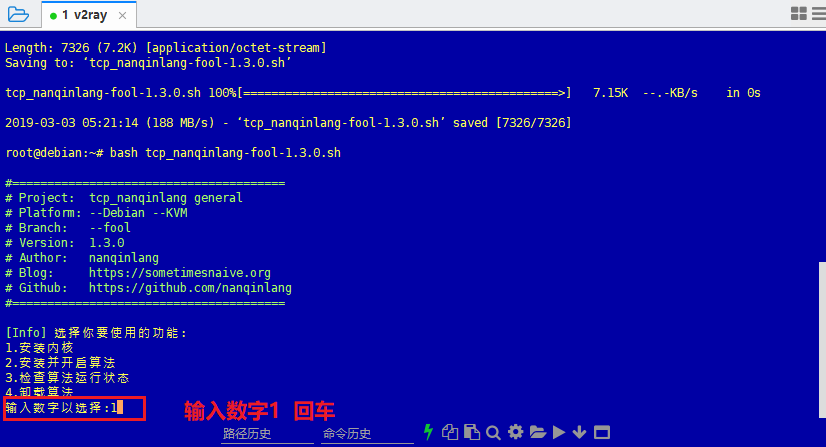 1 v2ray
Length: 7326 (7.2K) [application/octet-stream]
Saving to: ‘tcp_nanqinlang-fool-1.3.0.sh’
tcp_nanqinlang-fool-1.3.0.sh 100%[=============================================>] 7.15K --.-KB/s in 0s
2019-03-03 05:21:14 (188 MB/s) - ‘tcp_nanqinlang-fool-1.3.0.sh’ saved [7326/7326]
root@debian:~# bash tcp_nanqinlang-fool-1.3.0.sh
#=======================================
# Project: tcp_nanqinlang general
# Platform: --Debian --KVM
# Branch: --fool
# Version: 1.3.0
# Author: nanqinlang
# Blog: https://sometimesnaive.org
# Github: https://github.com/nanqinlang
#=======================================
[Info] 选择你要使用的功能:
1.安装内核
2.安装并开启算法
3.检查算法运行状态
4.卸载算法
输入数字以选择:1
输入数字1 回车
路径历史 命令历史